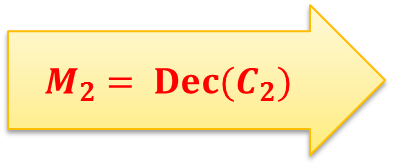 M₂ = Dec(C₂)